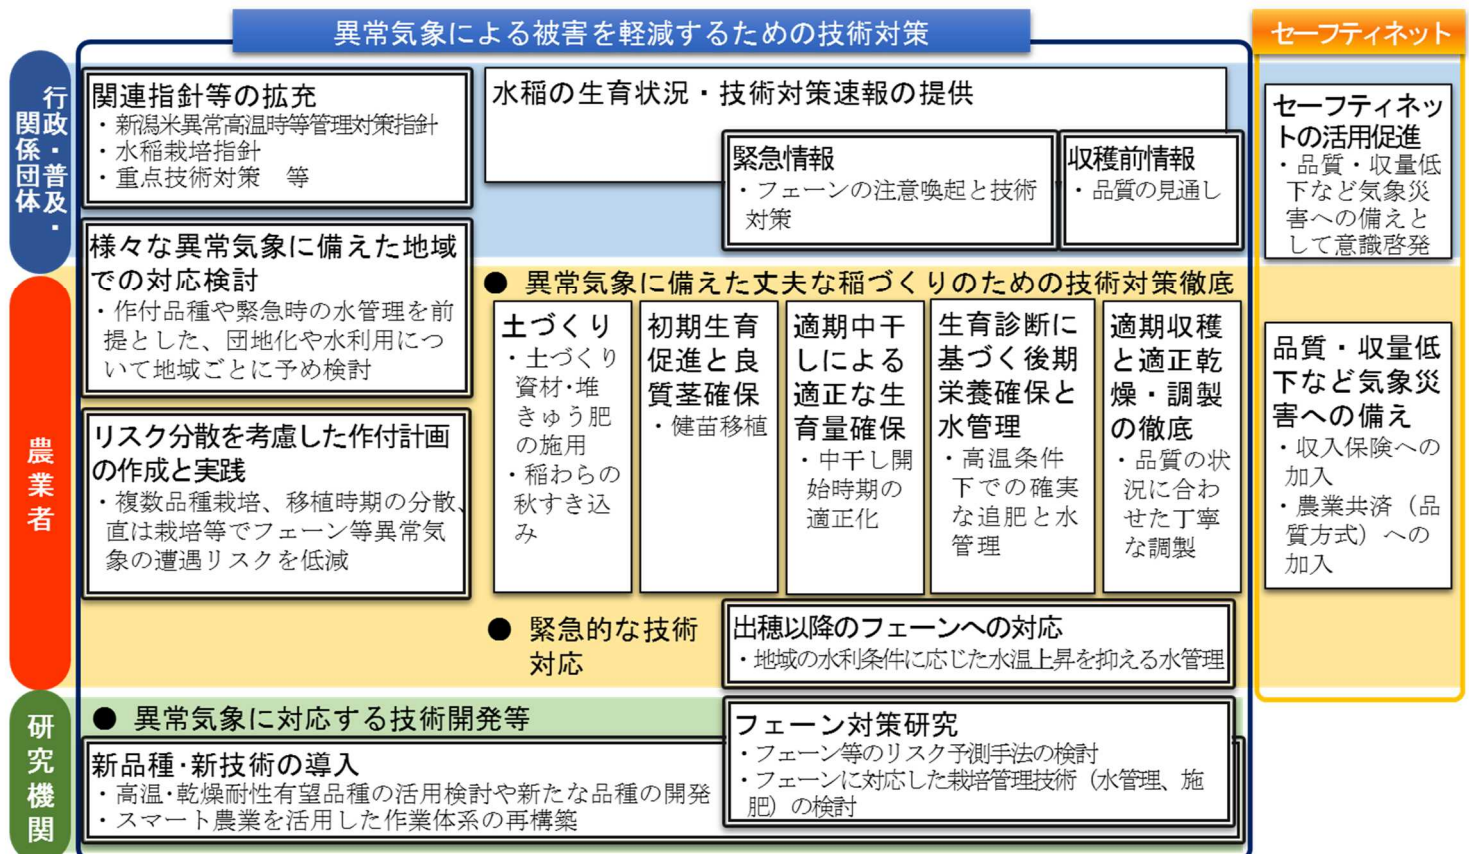 異常気象による被害を軽減するための技術対策
セーフティネット
行政・普及・
関係団体
関連指針等の拡充
・新潟米異常高温時等管理対策指針
・水稲栽培指針
・重点技術対策 等
水稲の生育状況・技術対策速報の提供
緊急情報
・フェーンの注意喚起と技術
対策
収穫前情報
・品質の見通し
セーフティネッ
トの活用促進
・品質・収量低
下など気象災
害への備えと
して意識啓発
様々な異常気象に備えた地域
での対応検討
・作付品種や緊急時の水管理を前
提とした、団地化や水利用につ
いて地域ごとに予め検討
農業者
リスク分散を考慮した作付計画
の作成と実践
・複数品種栽培、移植時期の分散、
直は栽培等でフェーン等異常気
象の遭遇リスクを低減
● 異常気象に備えた丈夫な稲づくりのための技術対策徹底
土づくり
・土づくり
資材・堆
きゅう肥
の施用
・稲わらの
秋すき込
み
初期生育
促進と良
質茎確保
・健苗移植
適期中干
しによる
適正な生
育量確保
・中干し開
始時期の
適正化
生育診断に
基づく後期
栄養確保と
水管理
・高温条件
下での確実
な追肥と水
管理
適期収穫
と適正乾
燥・調製
の徹底
・品質の状
況に合わ
せた丁寧
な調製
品質・収量低
下など気象災
害への備え
・収入保険への
加入
・農業共済（品
質方式）への
加入
● 緊急的な技術
対応
出穂以降のフェーンへの対応
・地域の水利条件に応じた水温上昇を抑える水管理
研究機関
● 異常気象に対応する技術開発等
新品種・新技術の導入
・高温・乾燥耐性有望品種の活用検討や新たな品種の開発
・スマート農業を活用した作業体系の再構築
フェーン対策研究
・フェーン等のリスク予測手法の検討
・フェーンに対応した栽培管理技術（水管理、施
肥）の検討